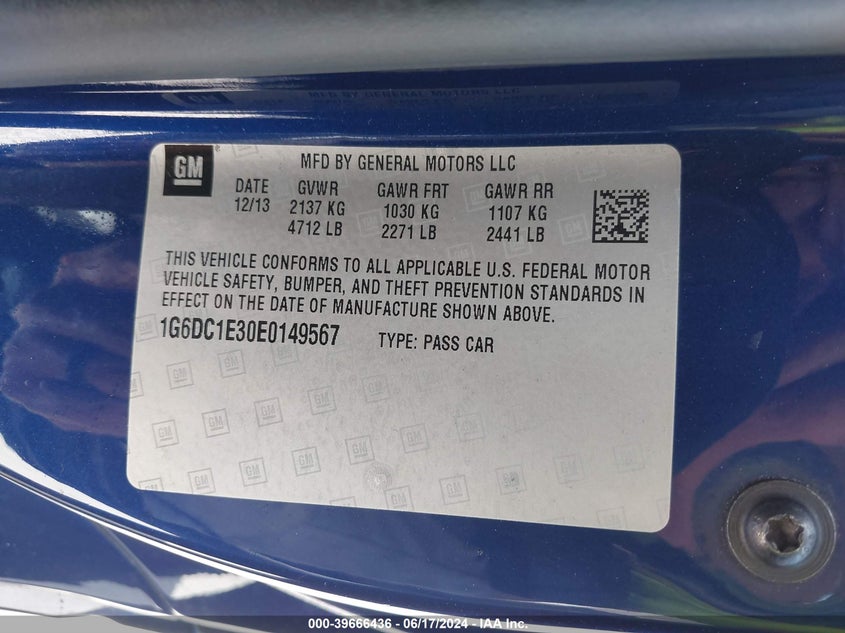 GM
MFD BY GENERAL MOTORS LLC
DATE GVWR GAWR FRT GAWR RR
12/13 2137 KG 1030 KG 1107 KG
4712 LB 2271 LB 2441 LB
THIS VEHICLE CONFORMS TO ALL APPLICABLE U.S. FEDERAL MOTOR
VEHICLE SAFETY, BUMPER, AND THEFT PREVENTION STANDARDS IN
EFFECT ON THE DATE OF MANUFACTURE SHOWN ABOVE.
1G6DC1E30E0149567 TYPE: PASS CAR
000-39666436 - 06/17/2024 - IAA Inc.